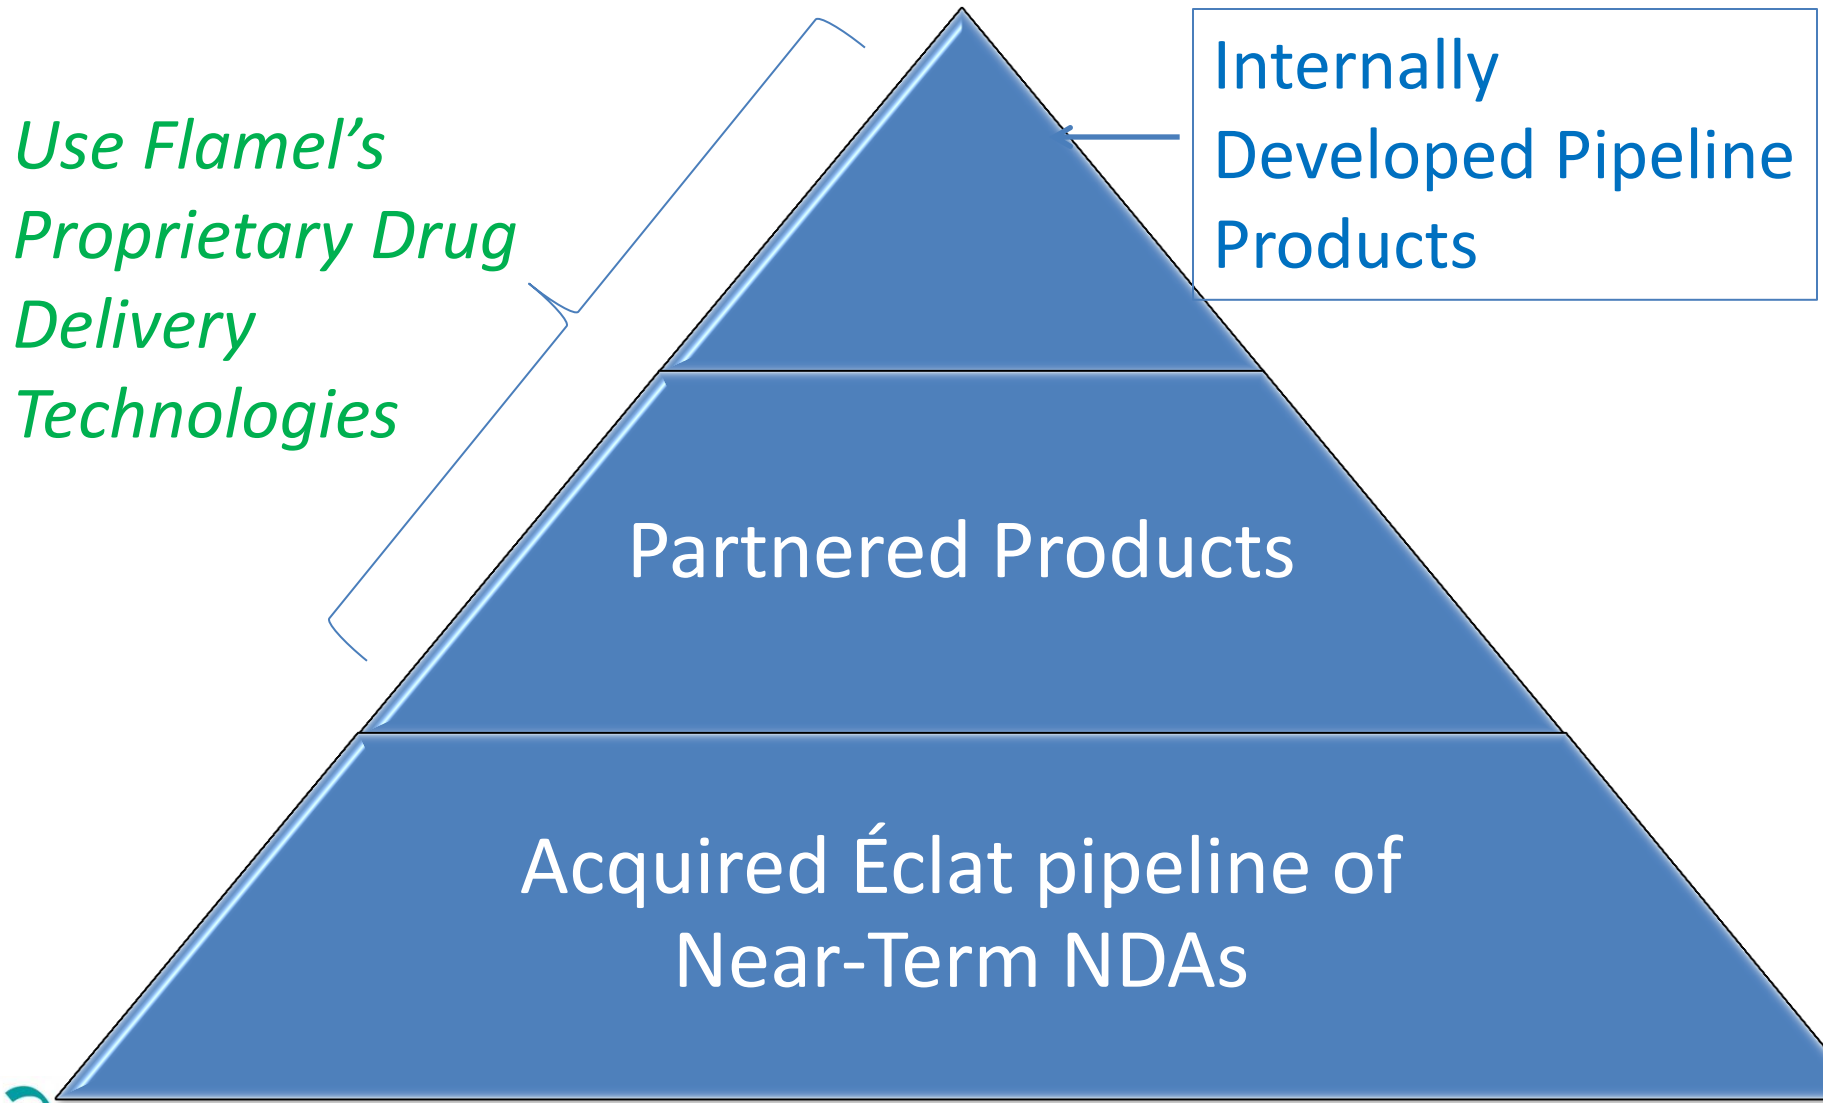 Use Flamel’s
Proprietary Drug
Delivery
Technologies
Internally
Developed Pipeline
Products
Partnered Products
Acquired Éclat pipeline of
Near-Term NDAs